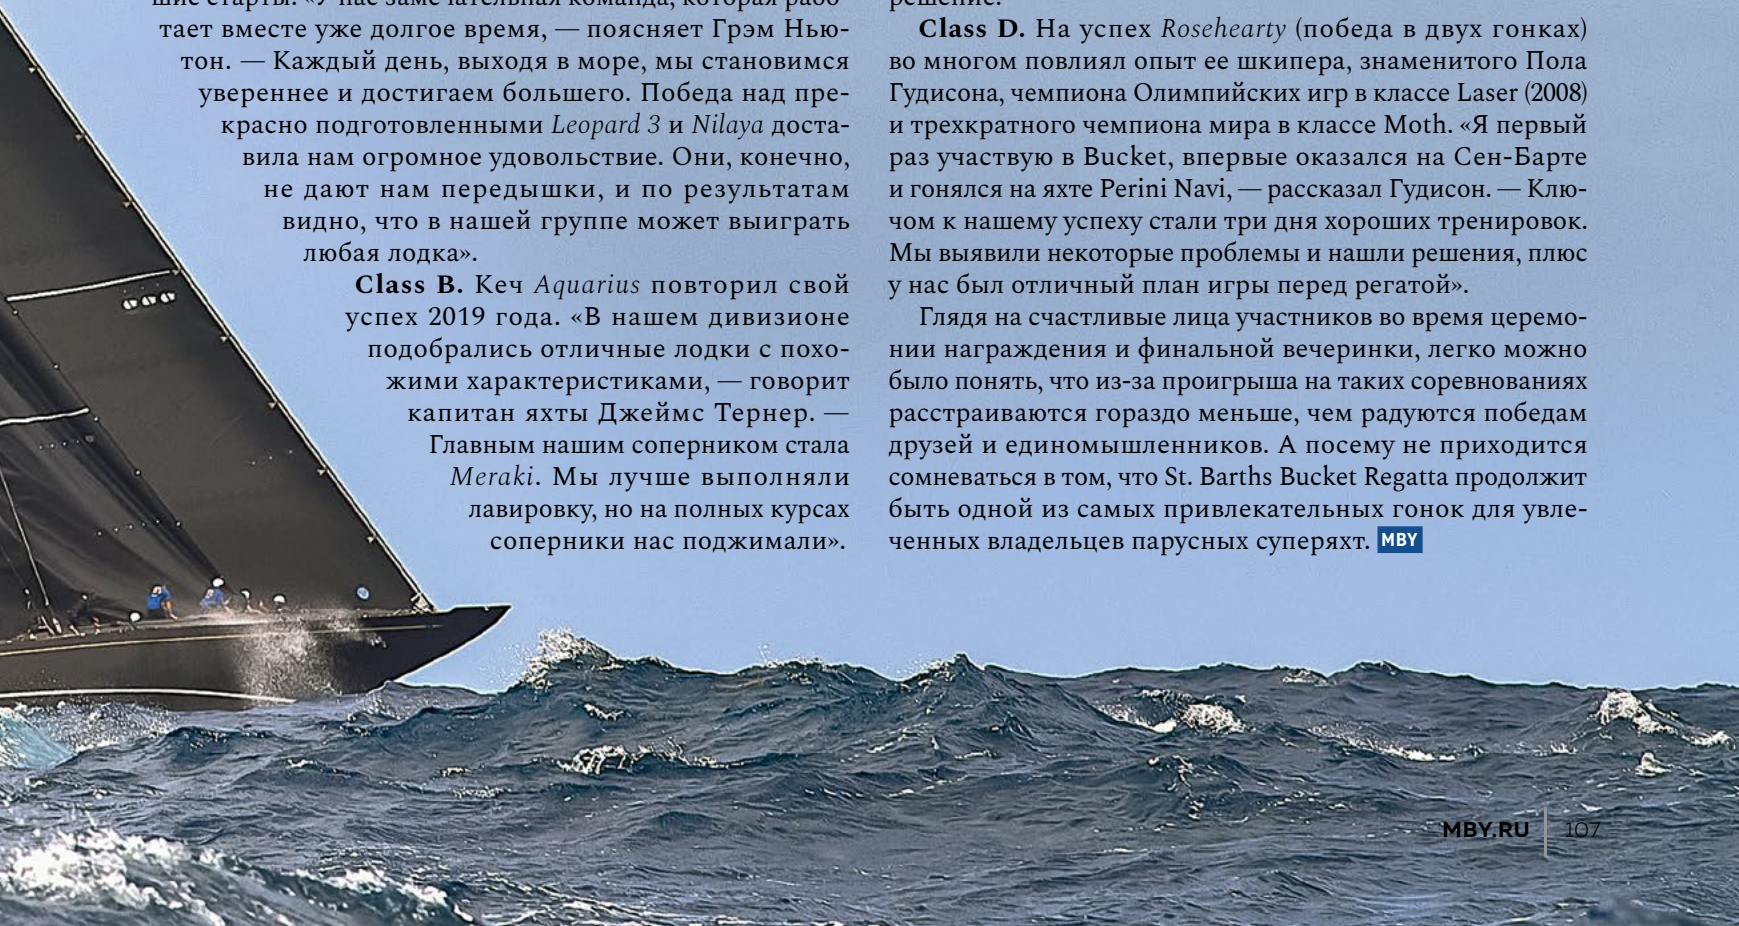 шие старты. «У нас замечательная команда, которая рабо-
тает вместе уже долгое время, — поясняет Грэм Нью-
тон. — Каждый день, выходя в море, мы становимся
увереннее и достигаем большего. Победа над пре-
красно подготовленными Leopard 3 и Nilaya доста-
вила нам огромное удовольствие. Они, конечно,
не дают нам передышки, и по результатам
видно, что в нашей группе может выиграть
любая лодка».
Class B. Кеч Aquarius повторил свой
успех 2019 года. «В нашем дивизионе
подобрались отличные лодки с похо-
жими характеристиками, — говорит
капитан яхты Джеймс Тернер. —
Главным нашим соперником стала
Meraki. Мы лучше выполняли
лавировку, но на полных курсах
соперники нас поджимали».
решение.
Class D. На успех Rosehearty (победа в двух гонках)
во многом повлиял опыт ее шкипера, знаменитого Пола
Гудисона, чемпиона Олимпийских игр в классе Laser (2008)
и трехкратного чемпиона мира в классе Moth. «Я первый
раз участвую в Bucket, впервые оказался на Сен-Барте
и гонялся на яхте Perini Navi, — рассказал Гудисон. — Клю-
чом к нашему успеху стали три дня хороших тренировок.
Мы выявили некоторые проблемы и нашли решения, плюс
у нас был отличный план игры перед регатой».
Глядя на счастливые лица участников во время церемо-
нии награждения и финальной вечеринки, легко можно
было понять, что из-за проигрыша на таких соревнованиях
расстраиваются гораздо меньше, чем радуются победам
друзей и единомышленников. А посему не приходится
сомневаться в том, что St. Barths Bucket Regatta продолжит
быть одной из самых привлекательных гонок для увле-
ченных владельцев парусных суперяхт. MBY
MBY.RU 107